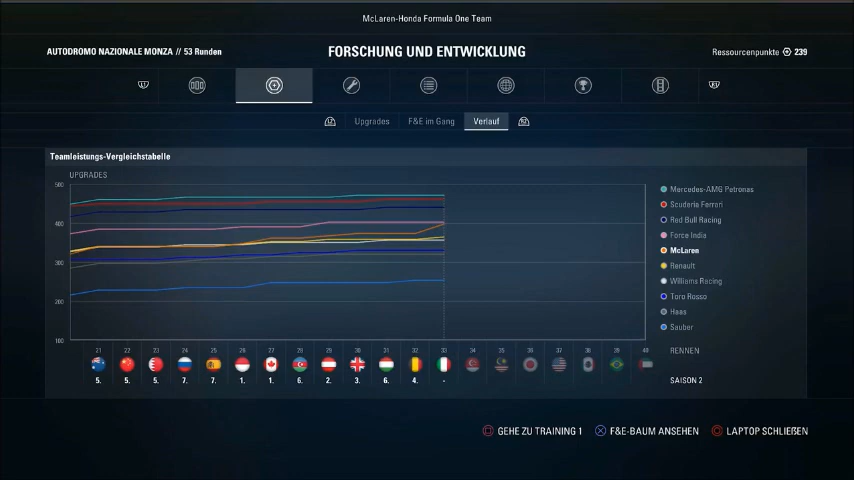 McLaren-Honda Formula One Team
AUTODROMO NAZIONALE MONZA // 53 Runden
FORSCHUNG UND ENTWICKLUNG
Ressourcenpunkte 239
L1
R1
Upgrades
F&E im Gang
Verlauf
Teamleistungs-Vergleichstabelle
UPGRADES
500
400
300
200
100
Mercedes-AMG Petronas
Scuderia Ferrari
Red Bull Racing
Force India
McLaren
Renault
Williams Racing
Toro Rosso
Haas
Sauber
21 22 23 24 25 26 27 28 29 30 31 32 33 34 35 36 37 38 39 40 RENNEN
5. 5. 5. 7. 7. 1. 1. 6. 2. 3. 6. 4. - SAISON 2
GEHE ZU TRAINING 1
F&E-BAUM ANSEHEN
LAPTOP SCHLIEßEN